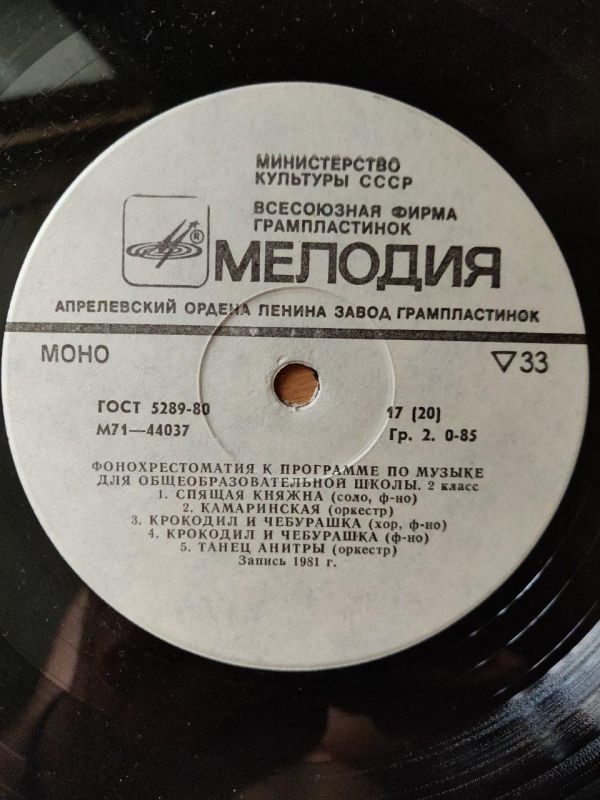 МИНИСТЕРСТВО
КУЛЬТУРЫ СССР
ВСЕСОЮЗНАЯ ФИРМА
ГРАМПЛАСТИНОК
®
МЕЛОДИЯ
АПРЕЛЕВСКИЙ ОРДЕНА ЛЕНИНА ЗАВОД ГРАМПЛАСТИНОК
МОНО ▽33
ГОСТ 5289-80 17 (20)
М71—44037 Гр. 2. 0-85
ФОНОХРЕСТОМАТИЯ К ПРОГРАММЕ ПО МУЗЫКЕ
ДЛЯ ОБЩЕОБРАЗОВАТЕЛЬНОЙ ШКОЛЫ. 2 класс
1. СПЯЩАЯ КНЯЖНА (соло, ф-но)
2. КАМАРИНСКАЯ (оркестр)
3. КРОКОДИЛ И ЧЕБУРАШКА (хор, ф-но)
4. КРОКОДИЛ И ЧЕБУРАШКА (ф-но)
5. ТАНЕЦ АНИТРЫ (оркестр)
Запись 1981 г.